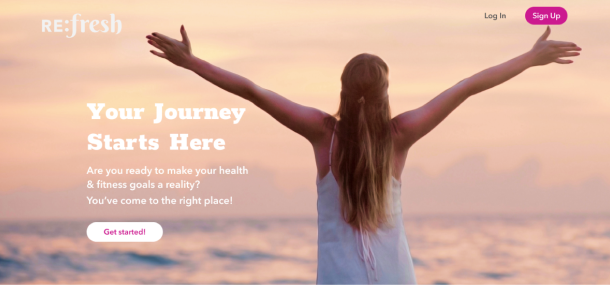 RE:fresh
Log In
Sign Up
Your Journey
Starts Here
Are you ready to make your health
& fitness goals a reality?
You've come to the right place!
Get started!